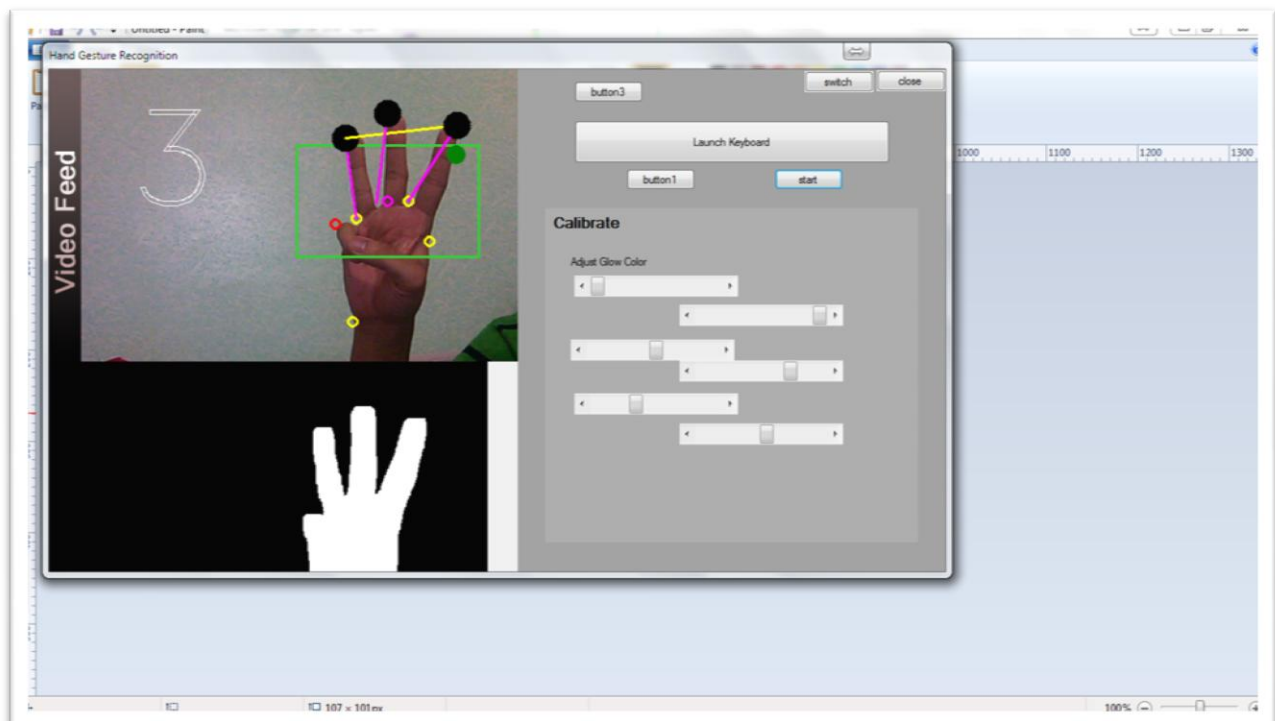 Untitled - Paint
Hand Gesture Recognition
switch
close
button3
Launch Keyboard
button1
start
3
Video Feed
Calibrate
Adjust Glow Color
1000
1100
1200
1300
107 × 101px
100%